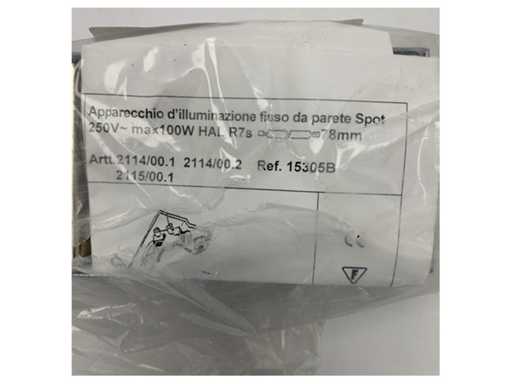 Apparecchio d'illuminazione fisso da parete Spot
250V~ max100W HAL R7s 78mm
Artt.2114/00.1 2114/00.2 Ref. 15305B
2115/00.1
CE
F